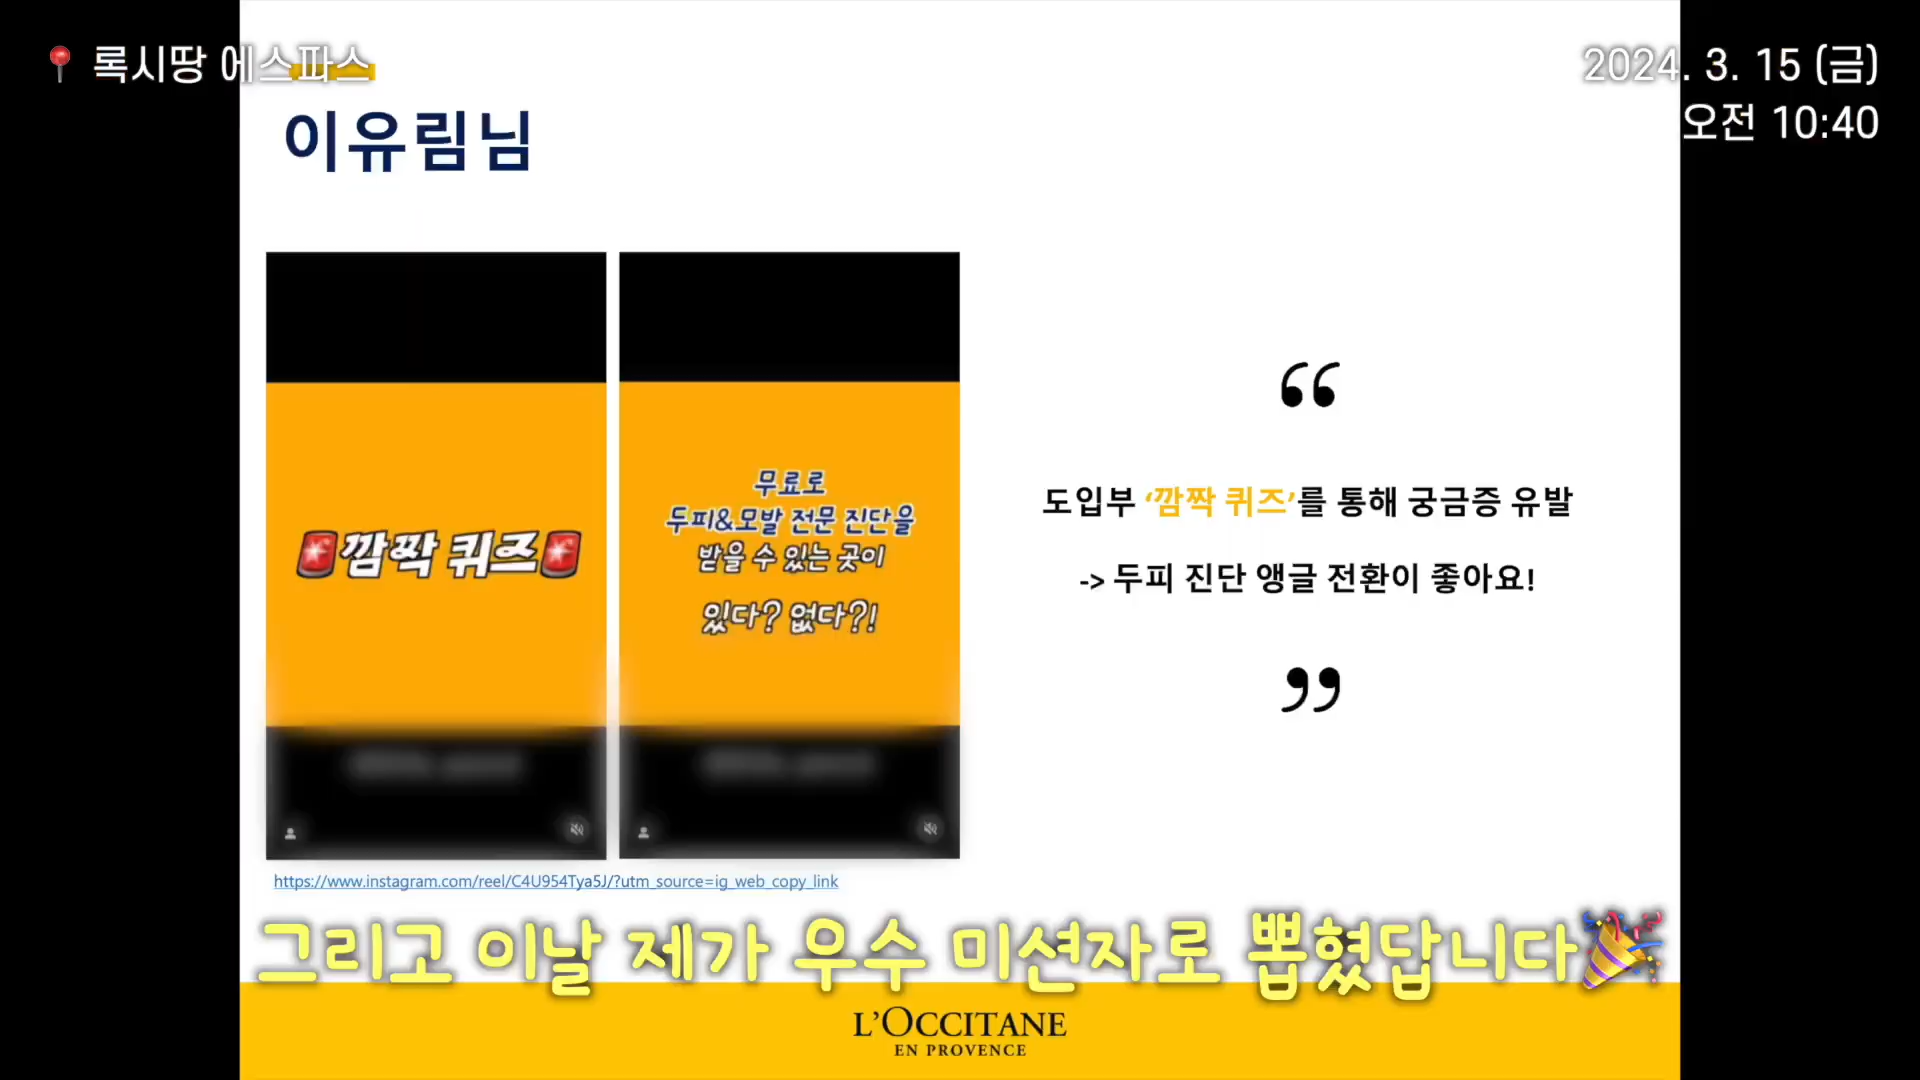 📍 록시땅 에스파스
2024. 3. 15 (금)
오전 10:40
이유림님
🚨깜짝 퀴즈🚨
무료로
두피&모발 전문 진단을
받을 수 있는 곳이
있다? 없다?!
“
도입부 ‘깜짝 퀴즈’를 통해 궁금증 유발
-> 두피 진단 앵글 전환이 좋아요!
”
https://www.instagram.com/reel/C4U954Tya5J/?utm_source=ig_web_copy_link
그리고 이날 제가 우수 미션자로 뽑혔답니다🎉
L'OCCITANE
EN PROVENCE